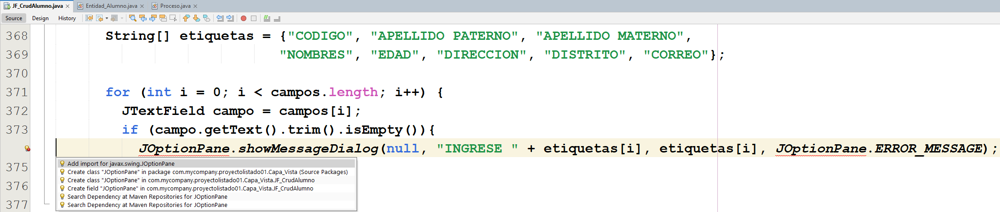 JF_CrudAlumno.java Entidad_Alumno.java Proceso.java
Source Design History
368 String[] etiquetas = {"CODIGO", "APELLIDO PATERNO", "APELLIDO MATERNO",
369 "NOMBRES", "EDAD", "DIRECCION", "DISTRITO", "CORREO"};
370
371 for (int i = 0; i < campos.length; i++) {
372 JTextField campo = campos[i];
373 if (campo.getText().trim().isEmpty()){
JOptionPane.showMessageDialog(null, "INGRESE " + etiquetas[i], etiquetas[i], JOptionPane.ERROR_MESSAGE);
Add import for javax.swing.JOptionPane
375
Create class "JOptionPane" in package com.mycompany.proyectolistado01.Capa_Vista (Source Packages)
Create class "JOptionPane" in com.mycompany.proyectolistado01.Capa_Vista.JF_CrudAlumno
376
Create field "JOptionPane" in com.mycompany.proyectolistado01.Capa_Vista.JF_CrudAlumno
Search Dependency at Maven Repositories for JOptionPane
377
Search Dependency at Maven Repositories for JOptionPane